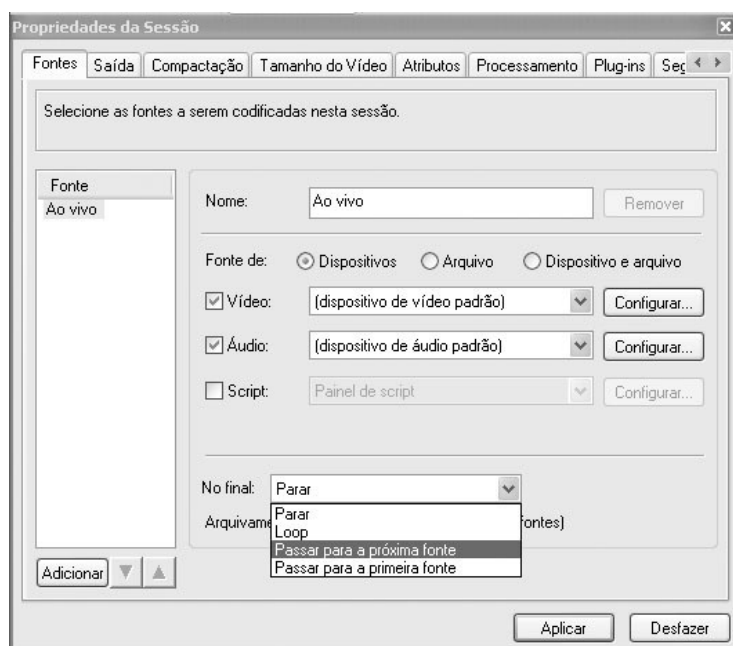 Propriedades da Sessão
Fontes Saída Compactação Tamanho do Vídeo Atributos Processamento Plug-ins
Selecione as fontes a serem codificadas nesta sessão.
Fonte
Ao vivo
Nome: Ao vivo Remover
Fonte de: Dispositivos Arquivo Dispositivo e arquivo
Vídeo: (dispositivo de vídeo padrão) Configurar...
Áudio: (dispositivo de áudio padrão) Configurar...
Script: Painel de script Configurar...
No final: Parar
Parar
Loop
Passar para a próxima fonte
Passar para a primeira fonte
Adicionar
Aplicar Desfazer